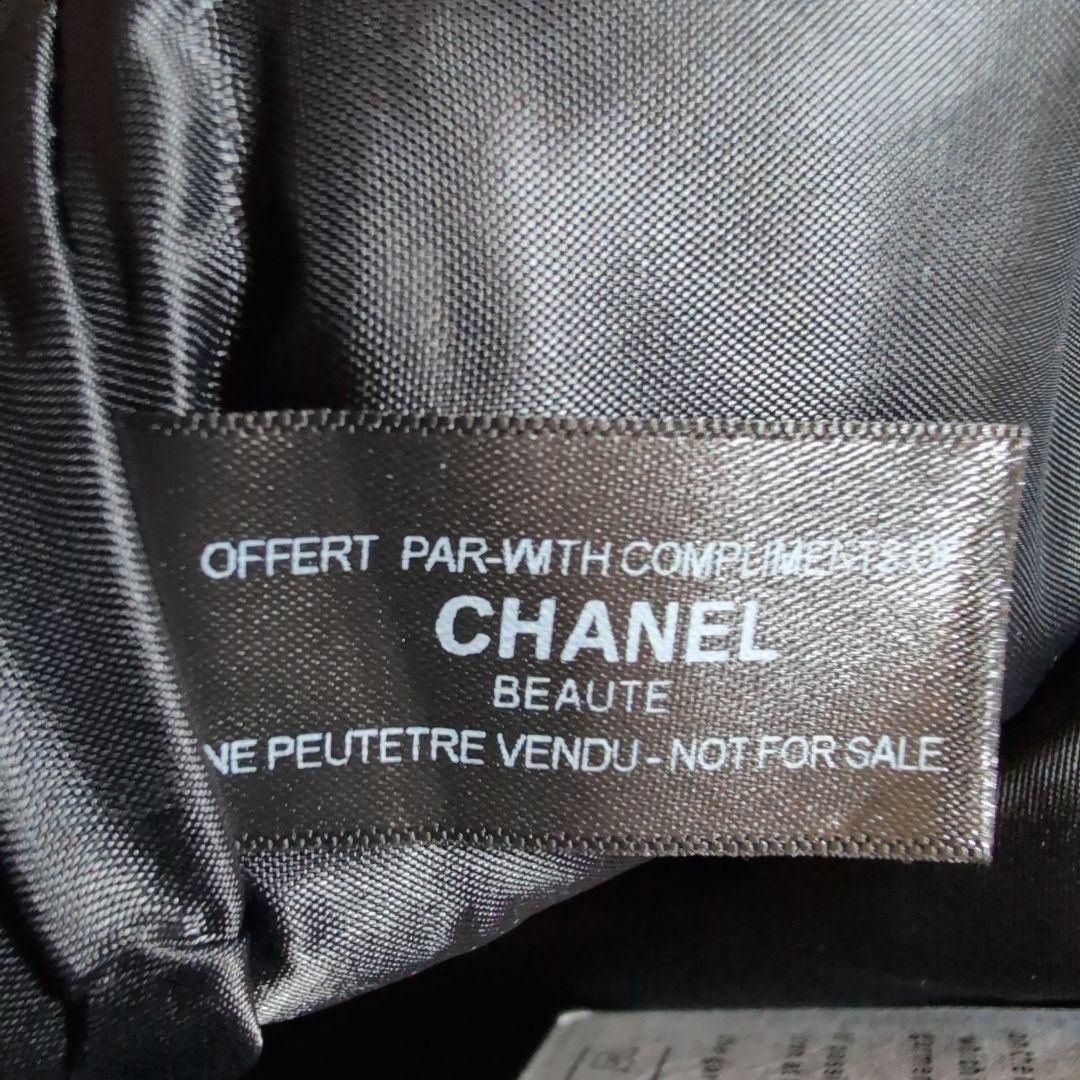 OFFERT PAR-WITH COMPLIMENTS OF
CHANEL
BEAUTE
NE PEUTETRE VENDU - NOT FOR SALE